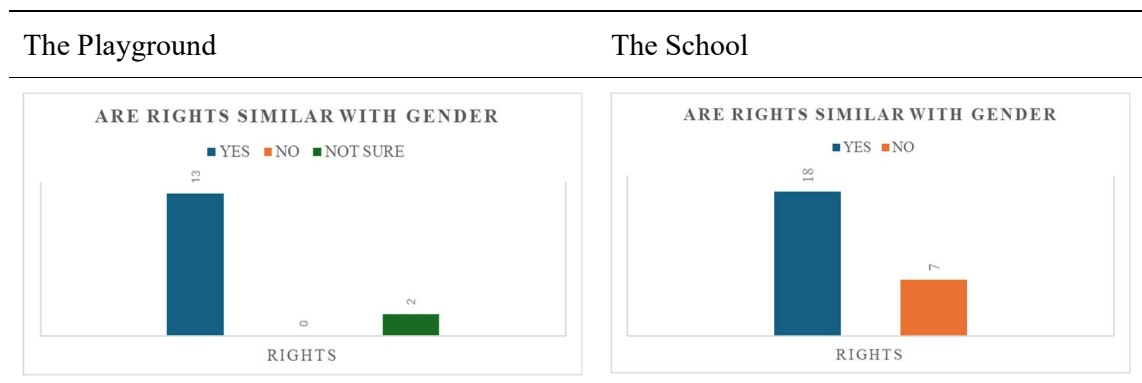 The Playground
The School
ARE RIGHTS SIMILAR WITH GENDER
YES NO NOT SURE
13
0
2
RIGHTS
ARE RIGHTS SIMILAR WITH GENDER
YES NO
18
7
RIGHTS